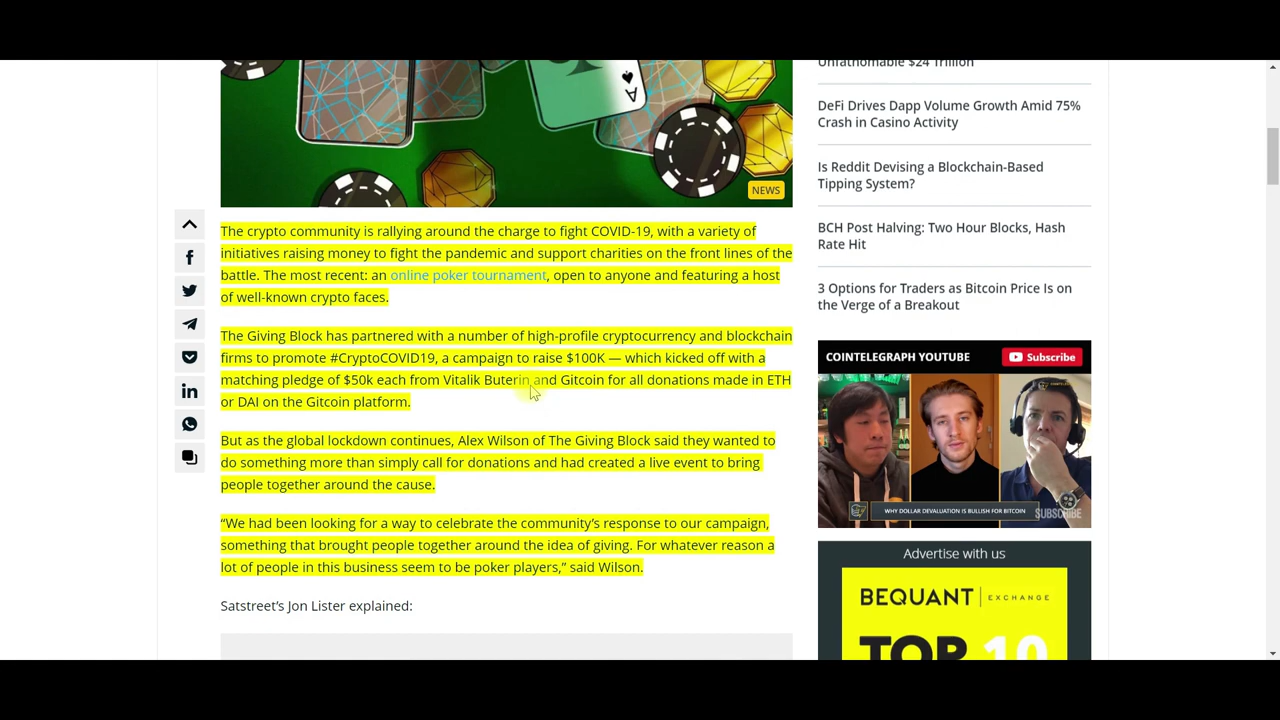 A
NEWS
The crypto community is rallying around the charge to fight COVID-19, with a variety of
initiatives raising money to fight the pandemic and support charities on the front lines of the
battle. The most recent: an online poker tournament, open to anyone and featuring a host
of well-known crypto faces.
The Giving Block has partnered with a number of high-profile cryptocurrency and blockchain
firms to promote #CryptoCOVID19, a campaign to raise $100K — which kicked off with a
matching pledge of $50k each from Vitalik Buterin and Gitcoin for all donations made in ETH
or DAI on the Gitcoin platform.
But as the global lockdown continues, Alex Wilson of The Giving Block said they wanted to
do something more than simply call for donations and had created a live event to bring
people together around the cause.
“We had been looking for a way to celebrate the community’s response to our campaign,
something that brought people together around the idea of giving. For whatever reason a
lot of people in this business seem to be poker players,” said Wilson.
Satstreet’s Jon Lister explained:
Unfathomable $24 Trillion
DeFi Drives Dapp Volume Growth Amid 75%
Crash in Casino Activity
Is Reddit Devising a Blockchain-Based
Tipping System?
BCH Post Halving: Two Hour Blocks, Hash
Rate Hit
3 Options for Traders as Bitcoin Price Is on
the Verge of a Breakout
COINTELEGRAPH YOUTUBE
Subscribe
WHY DOLLAR DEVALUATION IS BULLISH FOR BITCOIN
SUBSCRIBE
Advertise with us
BEQUANT | EXCHANGE
TOP 10